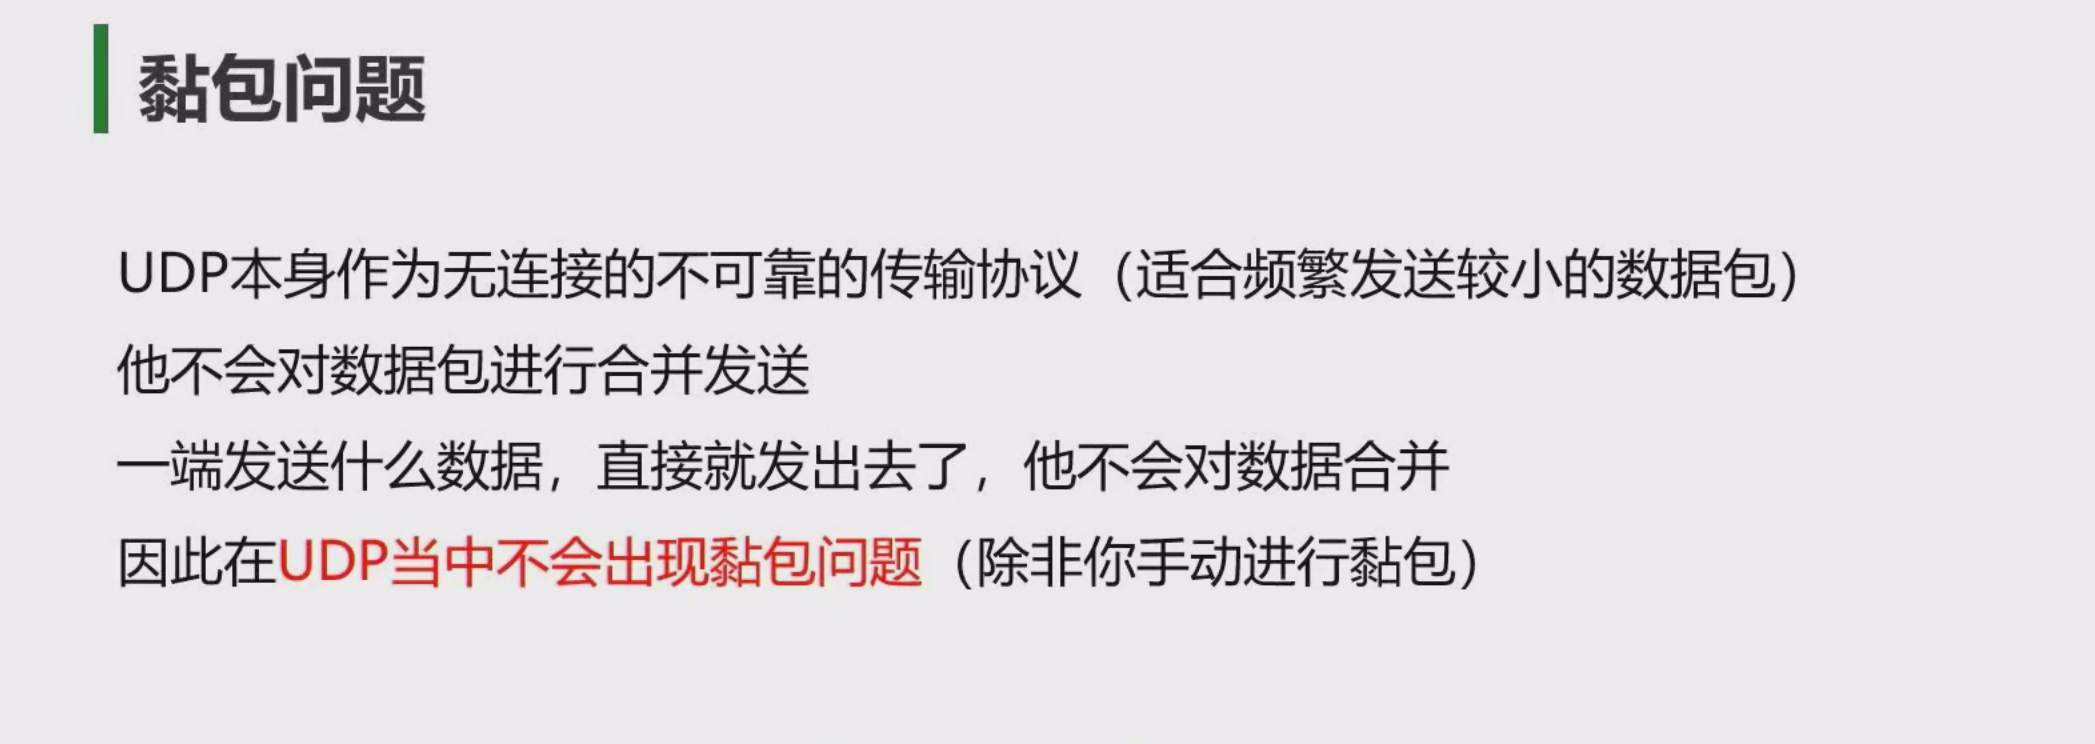 黏包问题
UDP本身作为无连接的不可靠的传输协议（适合频繁发送较小的数据包）
他不会对数据包进行合并发送
一端发送什么数据，直接就发出去了，他不会对数据合并
因此在UDP当中不会出现黏包问题（除非你手动进行黏包）